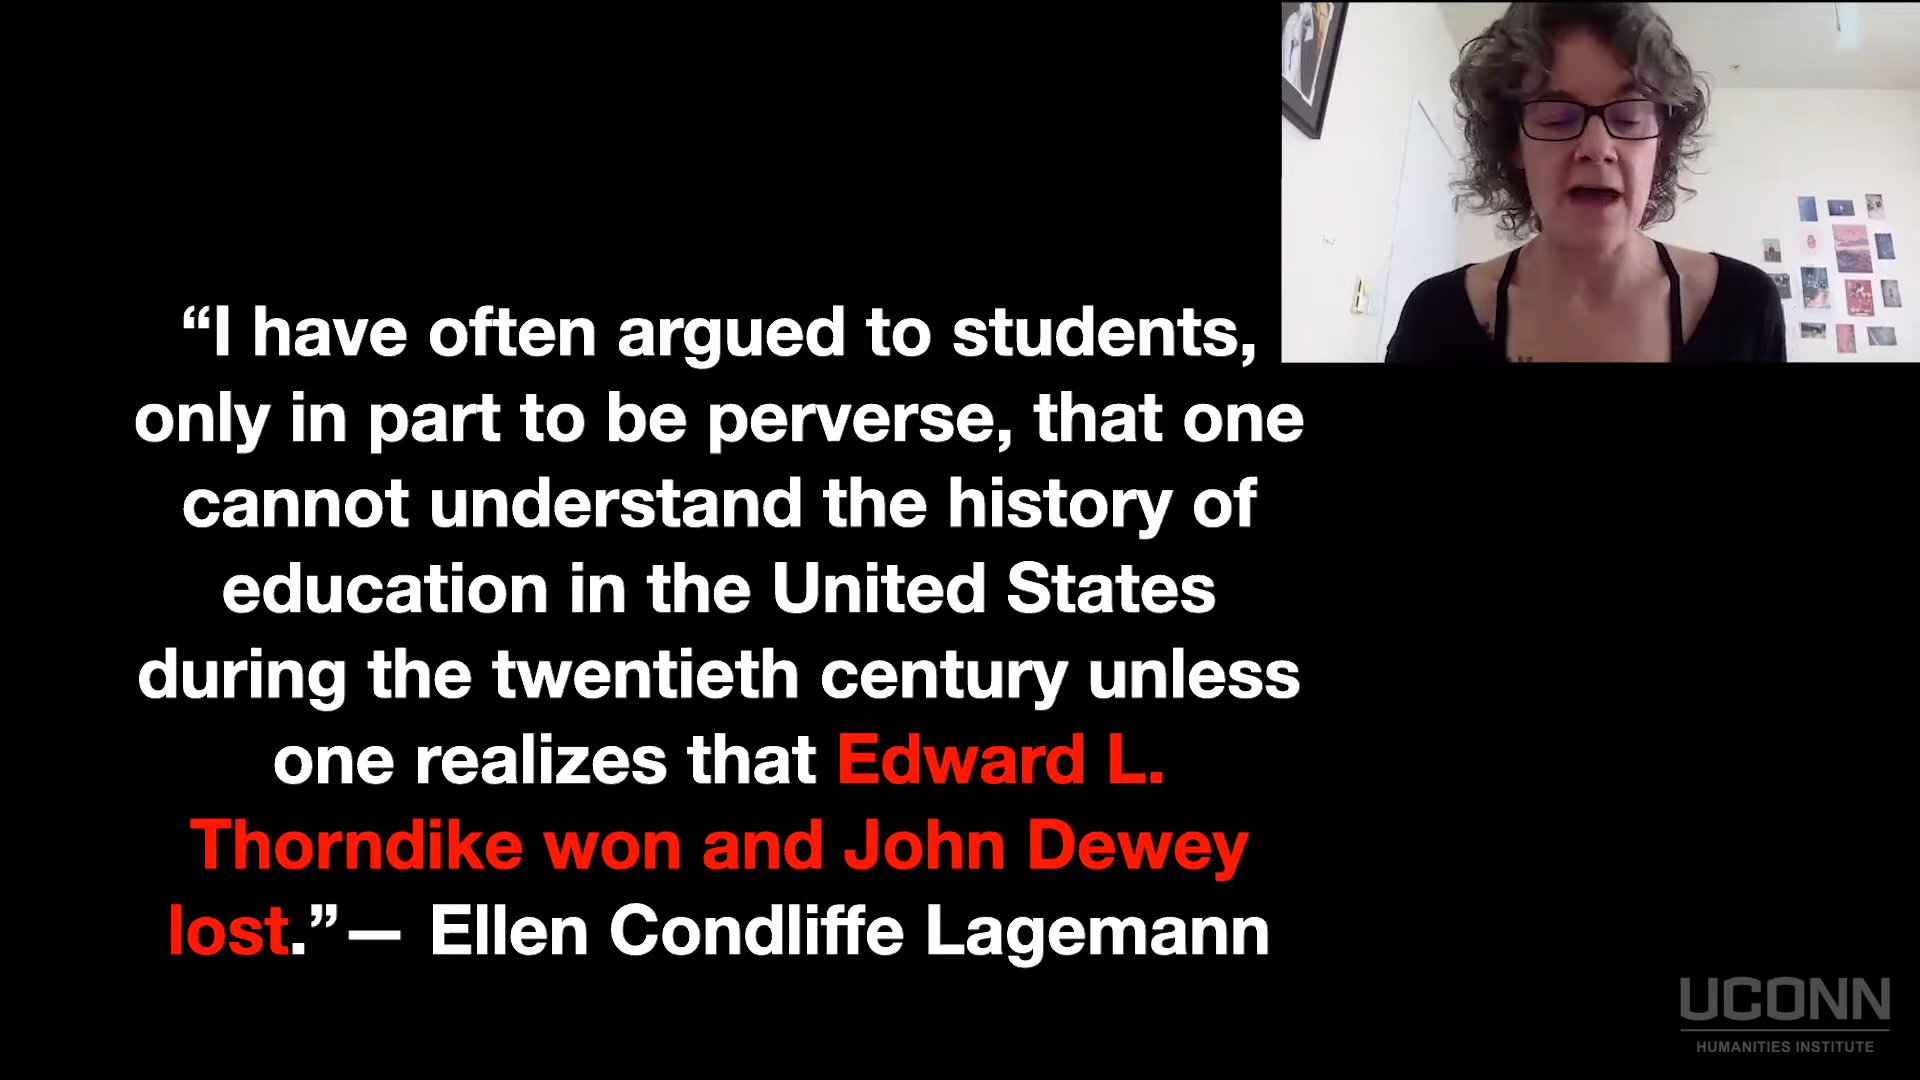 “I have often argued to students,
only in part to be perverse, that one
cannot understand the history of
education in the United States
during the twentieth century unless
one realizes that Edward L.
Thorndike won and John Dewey
lost.”— Ellen Condliffe Lagemann
UCONN
HUMANITIES INSTITUTE